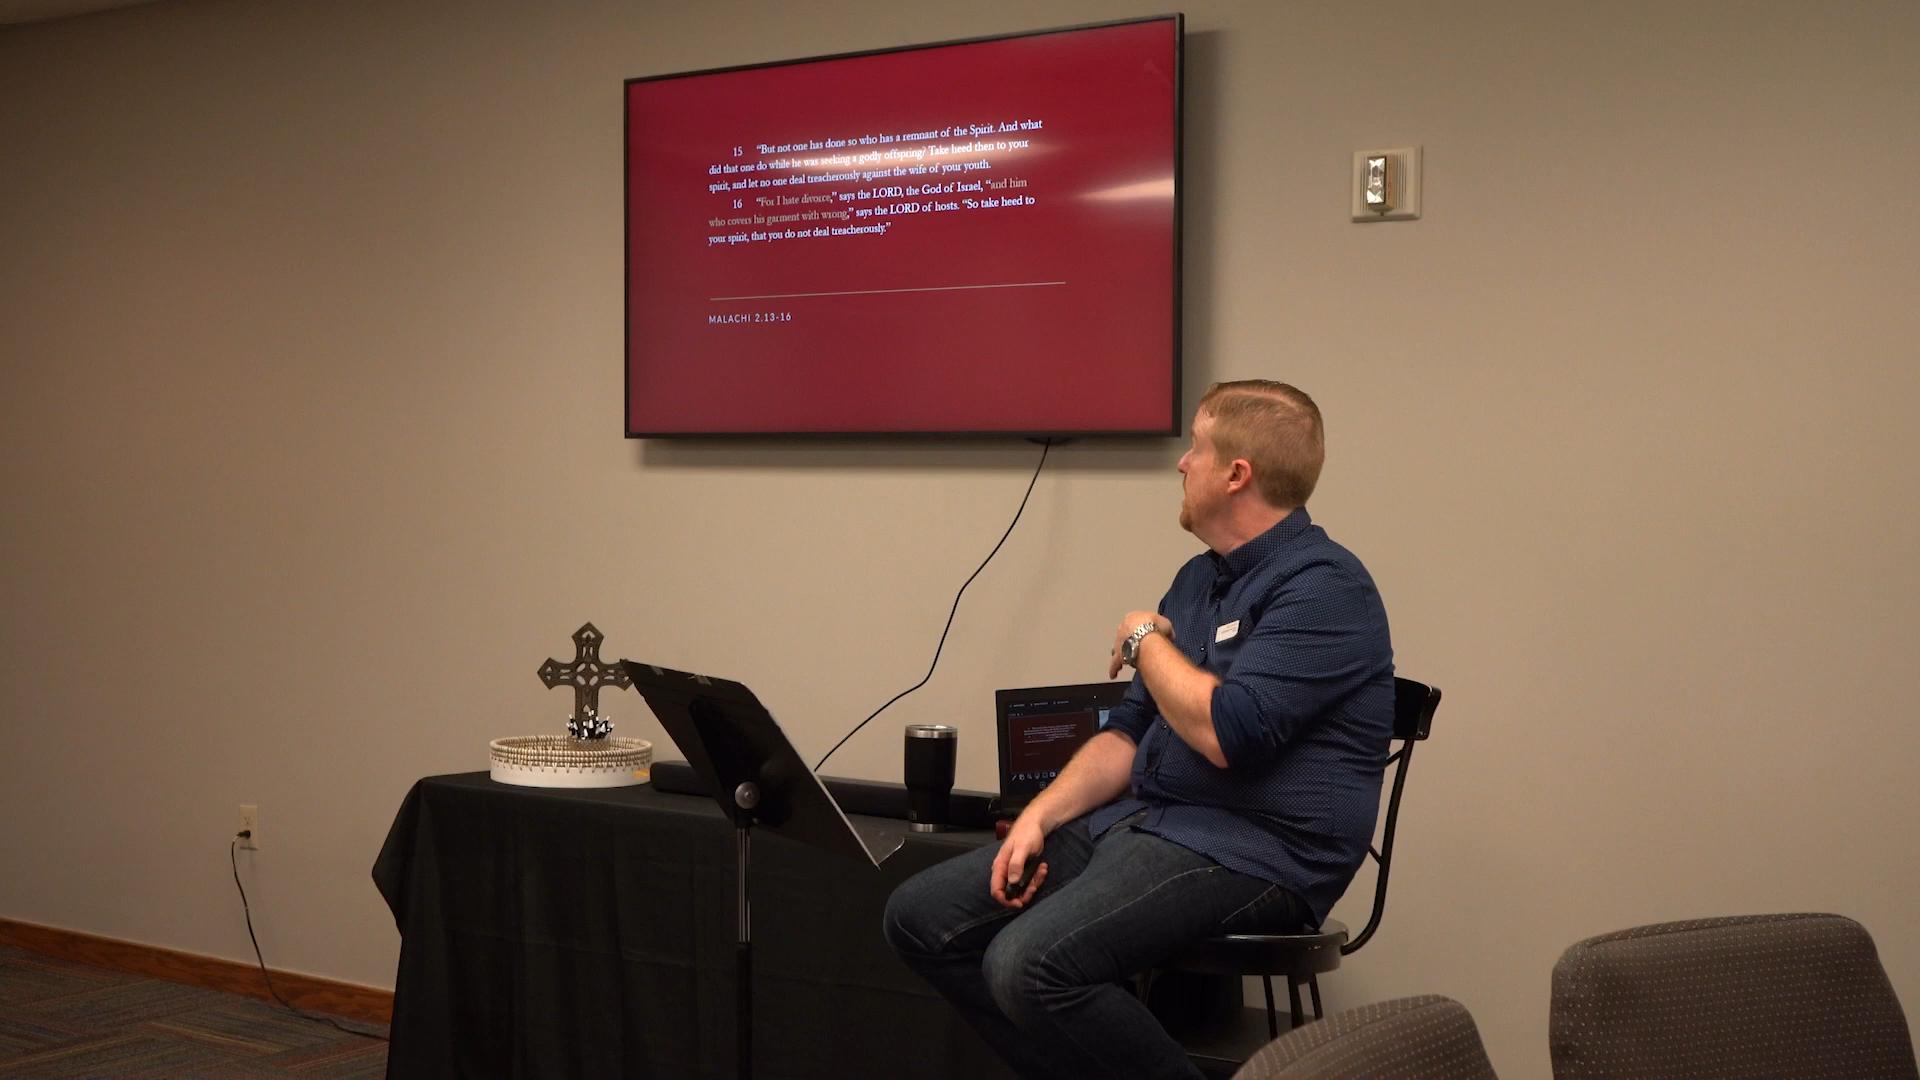 15 “But not one has done so who has a remnant of the Spirit. And what
did that one do while he was seeking a godly offspring? Take heed then to your
spirit, and let no one deal treacherously against the wife of your youth.
16 “For I hate divorce,” says the LORD, the God of Israel, “and him
who covers his garment with wrong,” says the LORD of hosts. “So take heed to
your spirit, that you do not deal treacherously.”
MALACHI 2.13-16